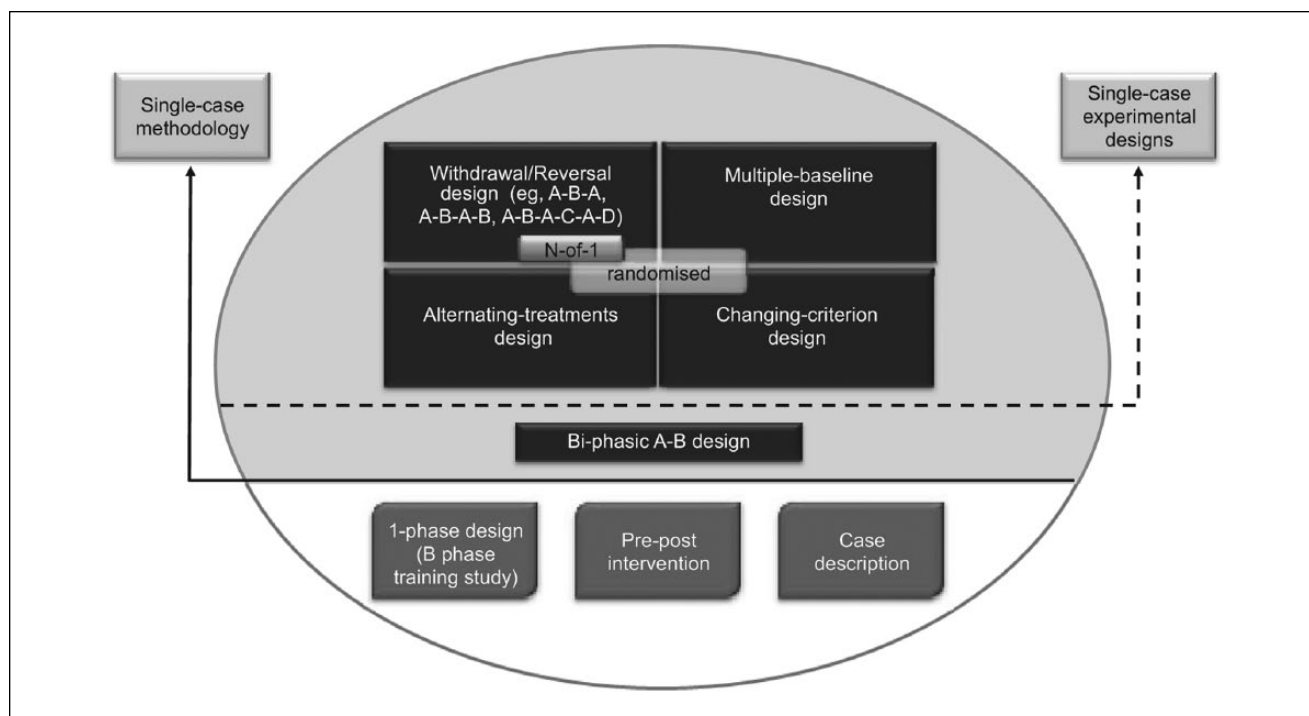 Single-case
methodology
Single-case
experimental
designs
Withdrawal/Reversal
design (eg, A-B-A,
A-B-A-B, A-B-A-C-A-D)
Multiple-baseline
design
N-of-1
randomised
Alternating-treatments
design
Changing-criterion
design
Bi-phasic A-B design
1-phase design
(B phase
training study)
Pre-post
intervention
Case
description